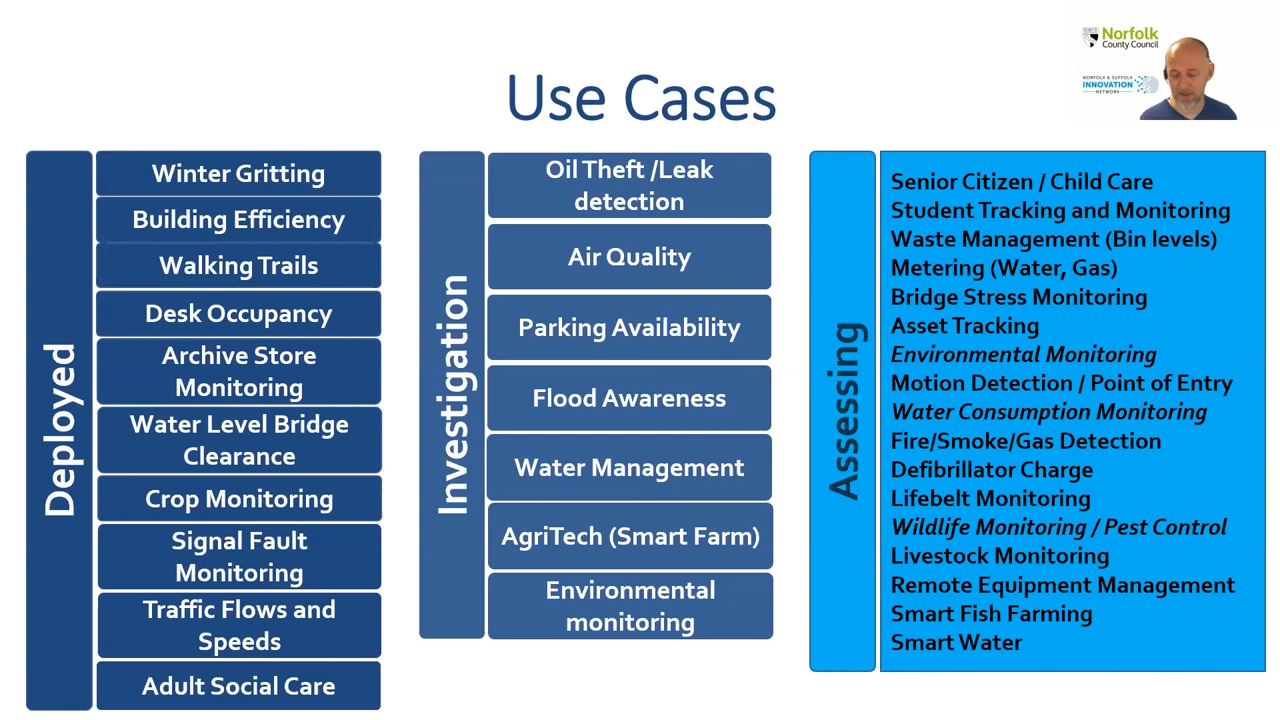 Norfolk
County Council
NORFOLK & SUFFOLK
INNOVATION
NETWORK
Use Cases
Deployed
Winter Gritting
Building Efficiency
Walking Trails
Desk Occupancy
Archive Store
Monitoring
Water Level Bridge
Clearance
Crop Monitoring
Signal Fault
Monitoring
Traffic Flows and
Speeds
Adult Social Care
Investigation
Oil Theft /Leak
detection
Air Quality
Parking Availability
Flood Awareness
Water Management
AgriTech (Smart Farm)
Environmental
monitoring
Assessing
Senior Citizen / Child Care
Student Tracking and Monitoring
Waste Management (Bin levels)
Metering (Water, Gas)
Bridge Stress Monitoring
Asset Tracking
Environmental Monitoring
Motion Detection / Point of Entry
Water Consumption Monitoring
Fire/Smoke/Gas Detection
Defibrillator Charge
Lifebelt Monitoring
Wildlife Monitoring / Pest Control
Livestock Monitoring
Remote Equipment Management
Smart Fish Farming
Smart Water